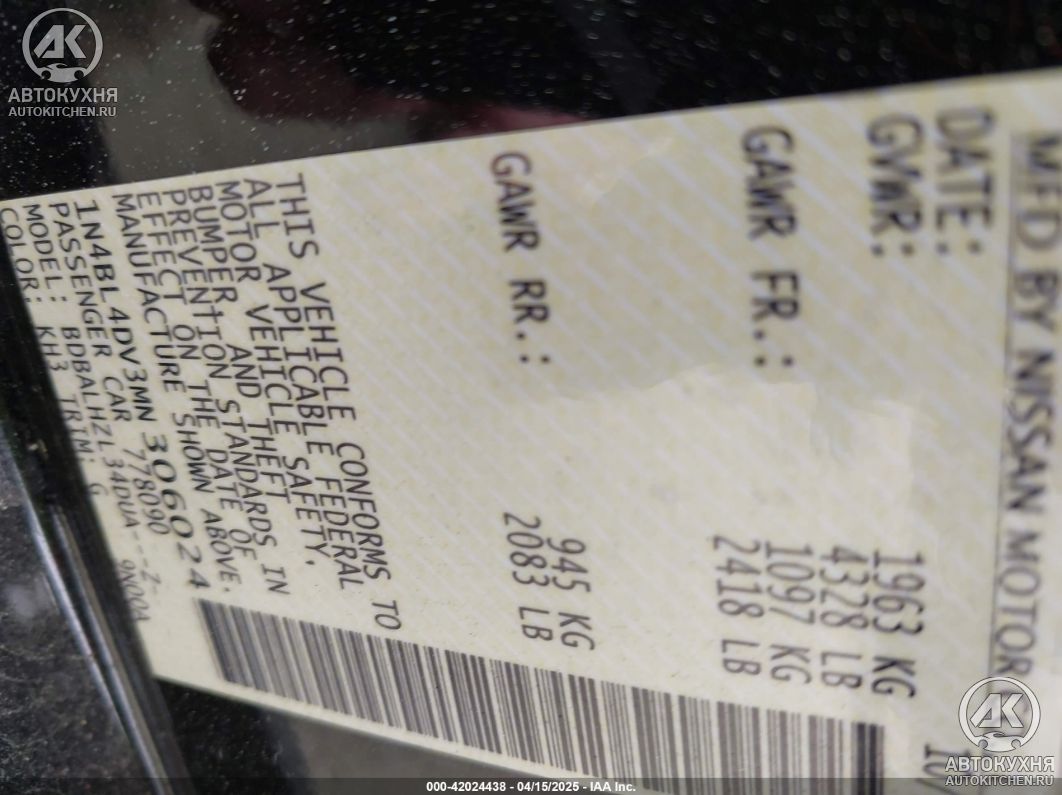 АВТОКУХНЯ
AUTOKITCHEN.RU
MFD BY NISSAN MOTOR
DATE:
GVWR: 1963 KG
4328 LB
GAWR FR.: 1097 KG
2418 LB
GAWR RR.: 945 KG
2083 LB
THIS VEHICLE CONFORMS TO
ALL APPLICABLE FEDERAL
MOTOR VEHICLE SAFETY,
BUMPER, AND THEFT
PREVENTION STANDARDS IN
EFFECT ON THE DATE OF
MANUFACTURE SHOWN ABOVE.
1N4BL4DV3MN306024
PASSENGER CAR 778090
MODEL: BDBALHZL34DUA---Z-
COLOR: KH3 TRIM: G 9N00A
АВТОКУХНЯ
AUTOKITCHEN.RU
000-42024438 - 04/15/2025 - IAA Inc.